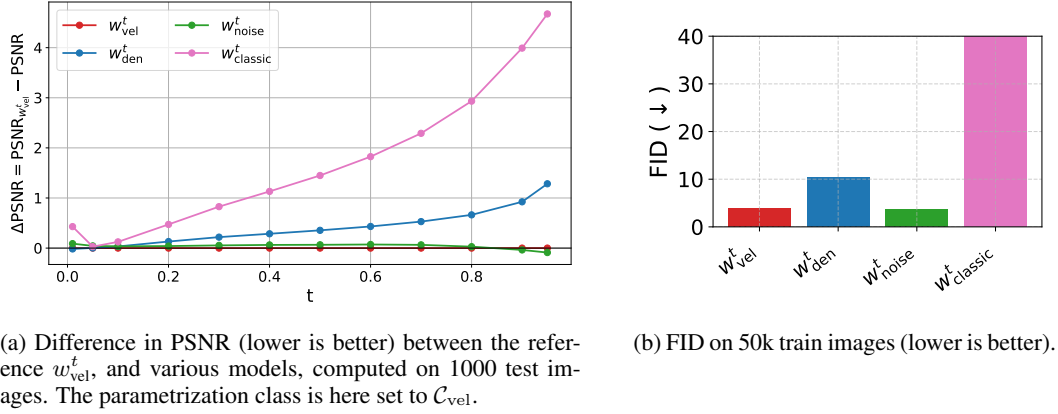 w^t_vel
w^t_den
w^t_noise
w^t_classic
ΔPSNR = PSNR_{w^t_vel} − PSNR
4
3
2
1
0
0.0 0.2 0.4 0.6 0.8
t
FID (↓)
40
30
20
10
0
w^t_vel w^t_den w^t_noise w^t_classic
(a) Difference in PSNR (lower is better) between the refer-
ence w^t_vel, and various models, computed on 1000 test im-
ages. The parametrization class is here set to 𝒞_vel.
(b) FID on 50k train images (lower is better).